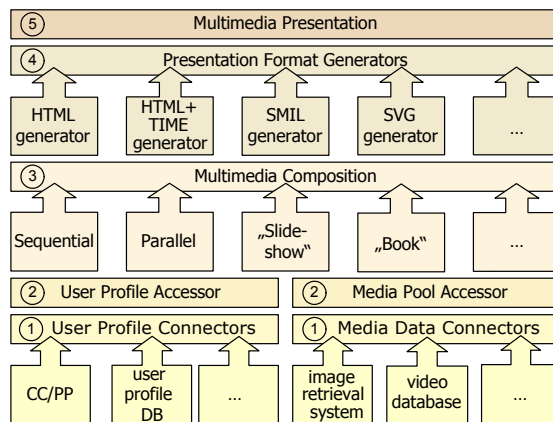 5 Multimedia Presentation
4 Presentation Format Generators
HTML
generator
HTML+
TIME
generator
SMIL
generator
SVG
generator
...
3 Multimedia Composition
Sequential
Parallel
„Slide-
show“
„Book“
...
2 User Profile Accessor
2 Media Pool Accessor
1 User Profile Connectors
1 Media Data Connectors
CC/PP
user
profile
DB
...
image
retrieval
system
video
database
...